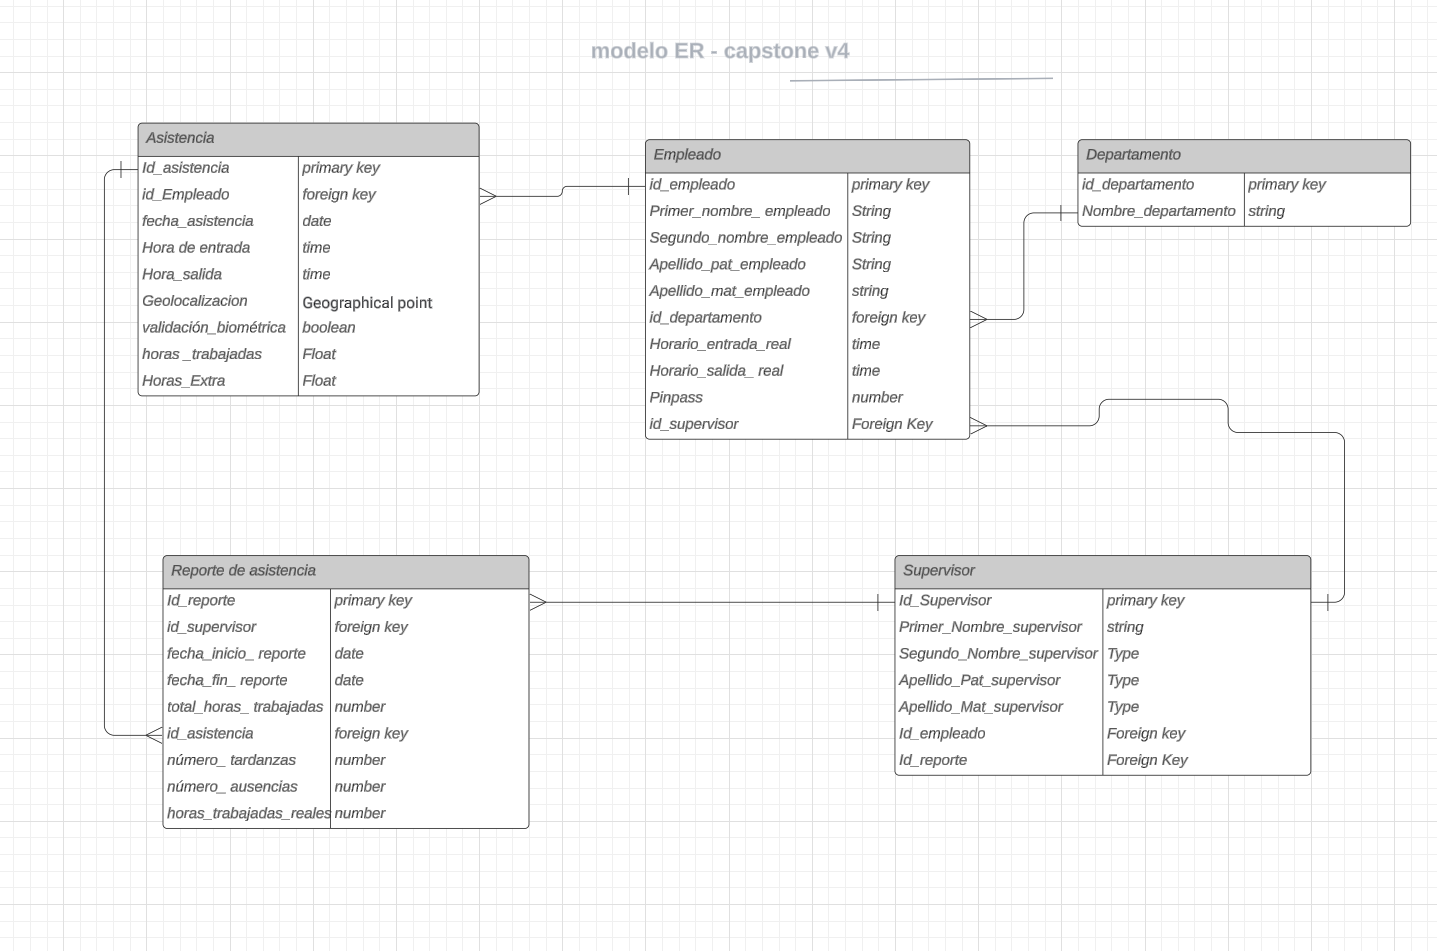 modelo ER - capstone v4
Asistencia
Id_asistencia primary key
id_Empleado foreign key
fecha_asistencia date
Hora de entrada time
Hora_salida time
Geolocalizacion Geographical point
validación_biométrica boolean
horas _trabajadas Float
Horas_Extra Float
Empleado
id_empleado primary key
Primer_nombre_ empleado String
Segundo_nombre_empleado String
Apellido_pat_empleado String
Apellido_mat_empleado string
id_departamento foreign key
Horario_entrada_real time
Horario_salida_ real time
Pinpass number
id_supervisor Foreign Key
Departamento
id_departamento primary key
Nombre_departamento string
Reporte de asistencia
Id_reporte primary key
id_supervisor foreign key
fecha_inicio_ reporte date
fecha_fin_ reporte date
total_horas_ trabajadas number
id_asistencia foreign key
número_ tardanzas number
número_ ausencias number
horas_trabajadas_reales number
Supervisor
Id_Supervisor primary key
Primer_Nombre_supervisor string
Segundo_Nombre_supervisor Type
Apellido_Pat_supervisor Type
Apellido_Mat_supervisor Type
Id_empleado Foreign key
Id_reporte Foreign Key